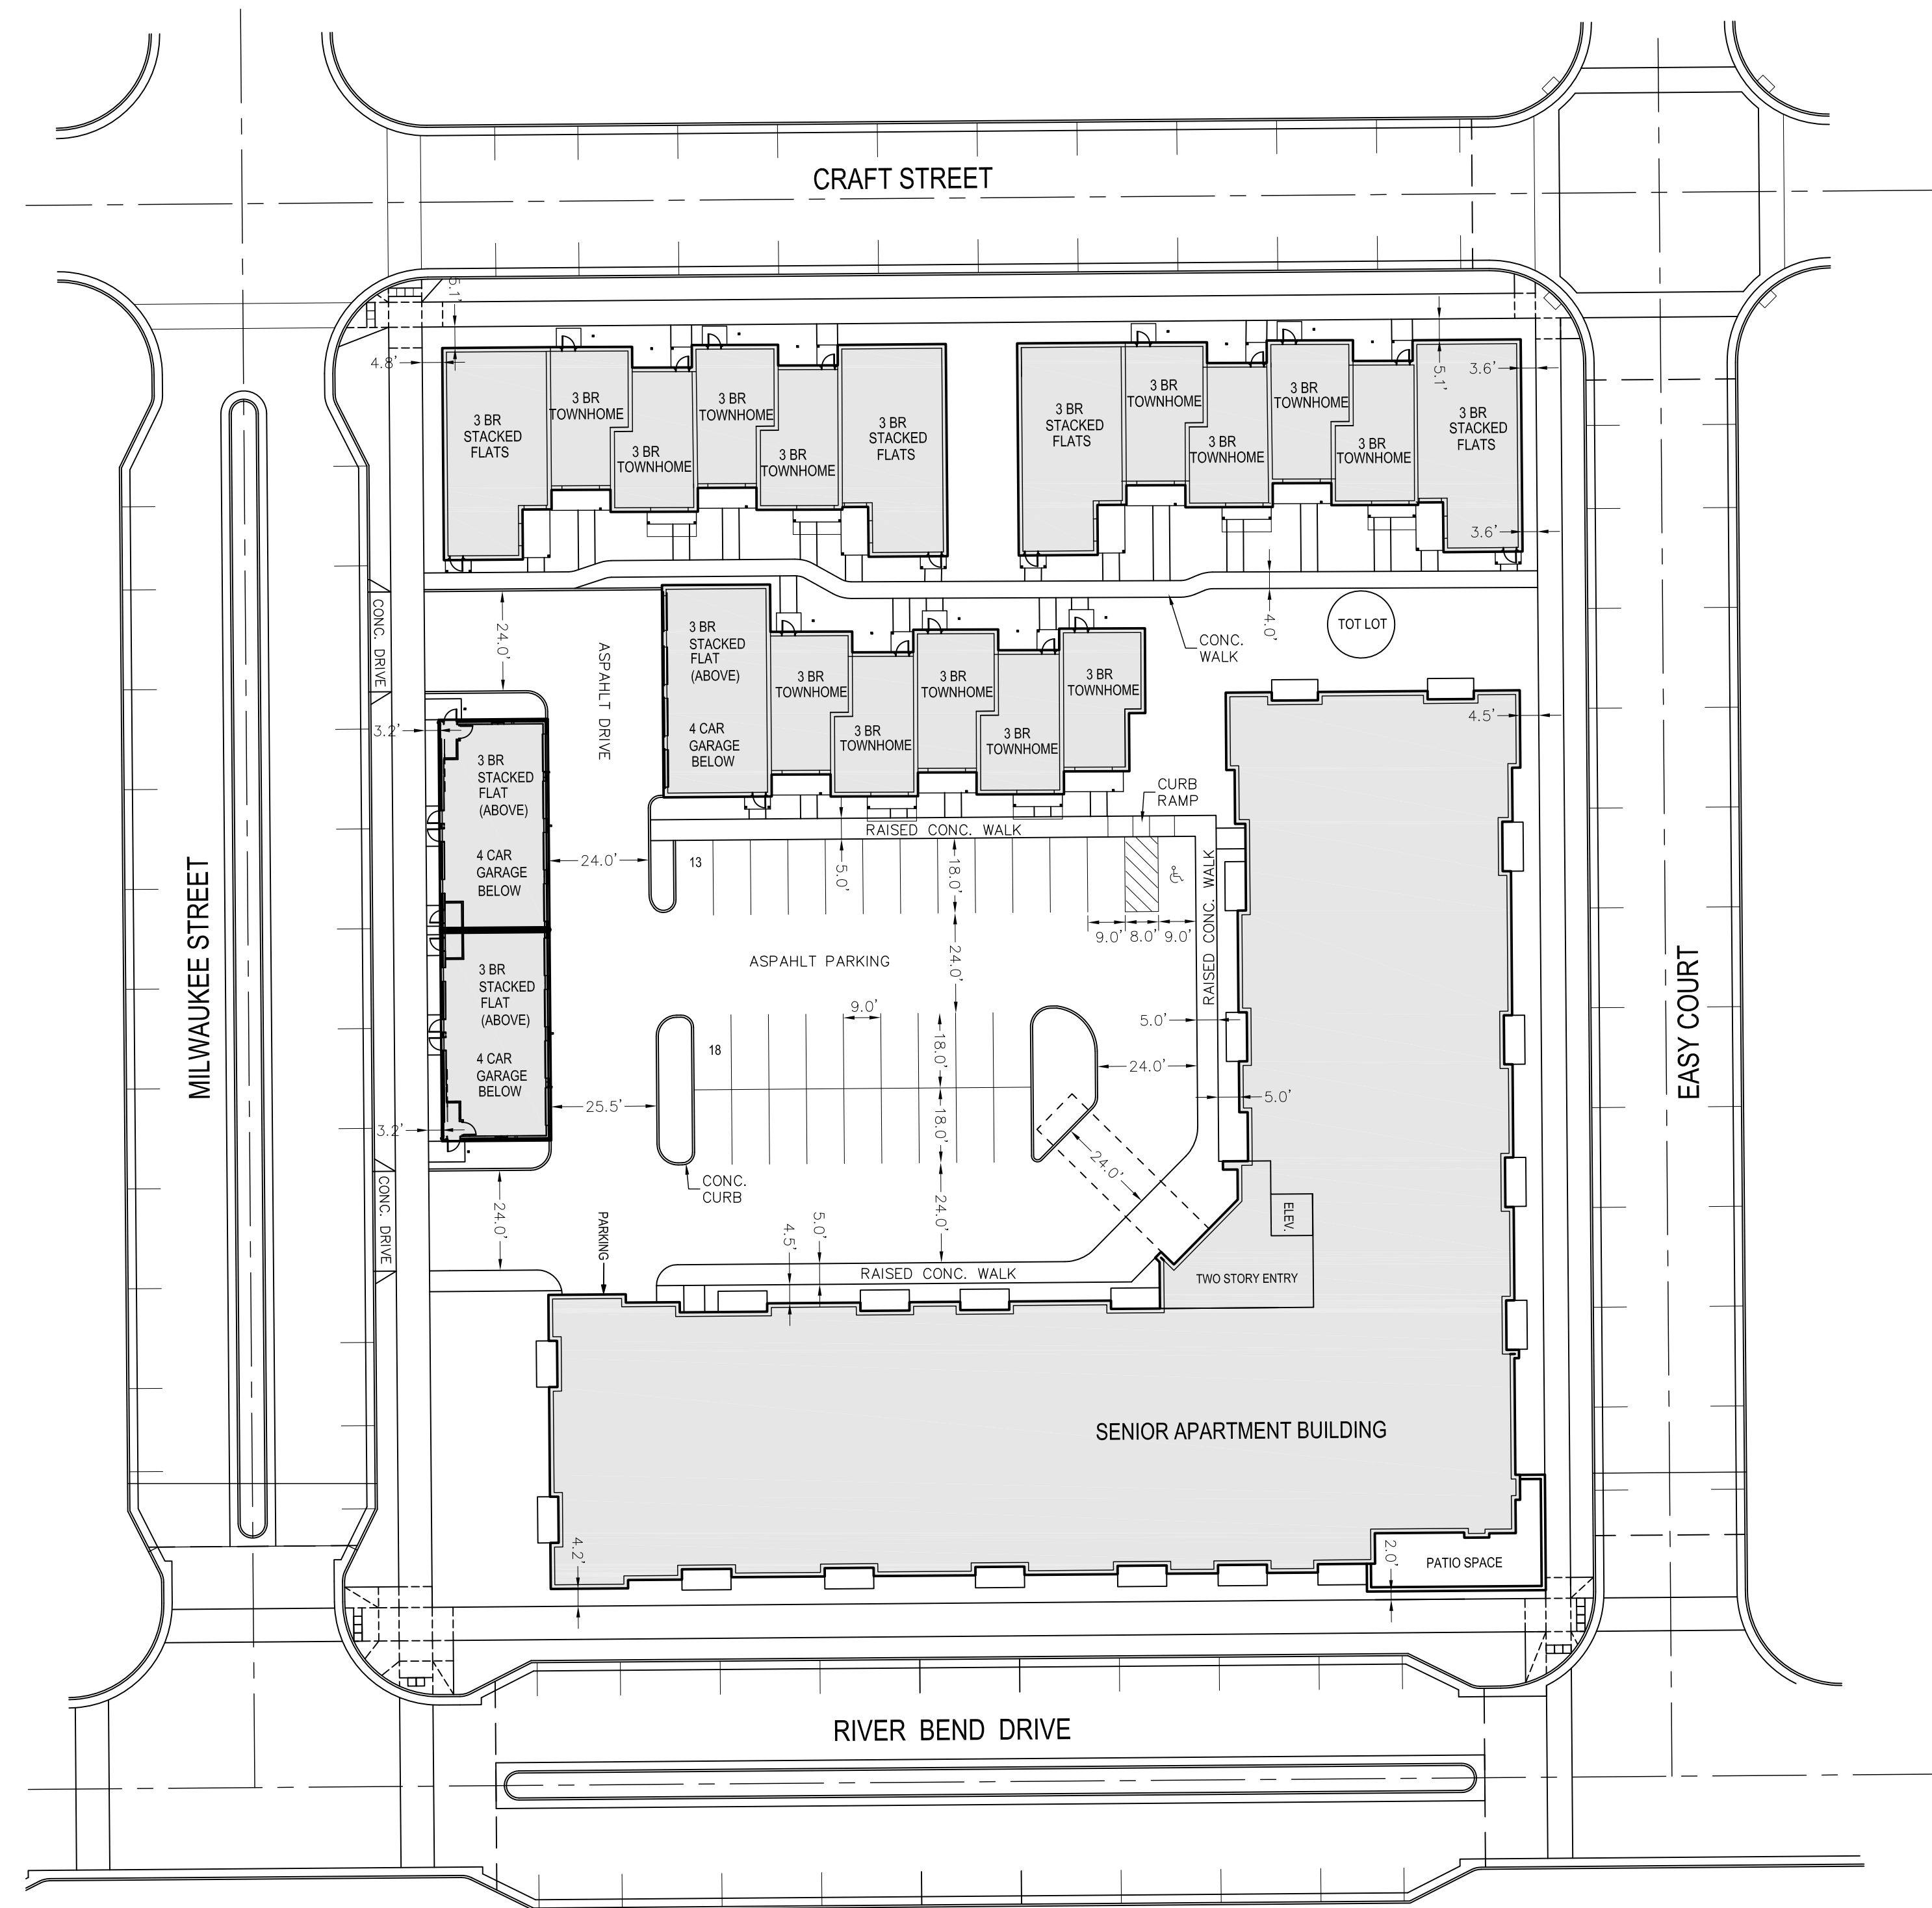 CRAFT STREET
5.1'
4.8'
3 BR
STACKED
FLATS
3 BR
TOWNHOME
3 BR
TOWNHOME
3 BR
TOWNHOME
3 BR
TOWNHOME
3 BR
STACKED
FLATS
3 BR
STACKED
FLATS
3 BR
TOWNHOME
3 BR
TOWNHOME
3 BR
TOWNHOME
3 BR
TOWNHOME
3 BR
STACKED
FLATS
5.1'
3.6'
3.6'
CONC. DRIVE
24.0'
ASPAHLT DRIVE
3 BR
STACKED
FLAT
(ABOVE)
4 CAR
GARAGE
BELOW
3 BR
TOWNHOME
3 BR
TOWNHOME
3 BR
TOWNHOME
3 BR
TOWNHOME
3 BR
TOWNHOME
CONC.
WALK
4.0'
TOT LOT
4.5'
3.2'
3 BR
STACKED
FLAT
(ABOVE)
4 CAR
GARAGE
BELOW
24.0'
13
RAISED CONC. WALK
5.0'
18.0'
CURB
RAMP
9.0'
8.0'
9.0'
RAISED CONC. WALK
MILWAUKEE STREET
EASY COURT
3 BR
STACKED
FLAT
(ABOVE)
4 CAR
GARAGE
BELOW
3.2'
ASPAHLT PARKING
24.0'
9.0'
18
18.0'
18.0'
5.0'
24.0'
5.0'
25.5'
24.0'
CONC. DRIVE
24.0'
CONC.
CURB
PARKING
4.5'
5.0'
24.0'
RAISED CONC. WALK
ELEV.
TWO STORY ENTRY
SENIOR APARTMENT BUILDING
4.2'
2.0'
PATIO SPACE
RIVER BEND DRIVE